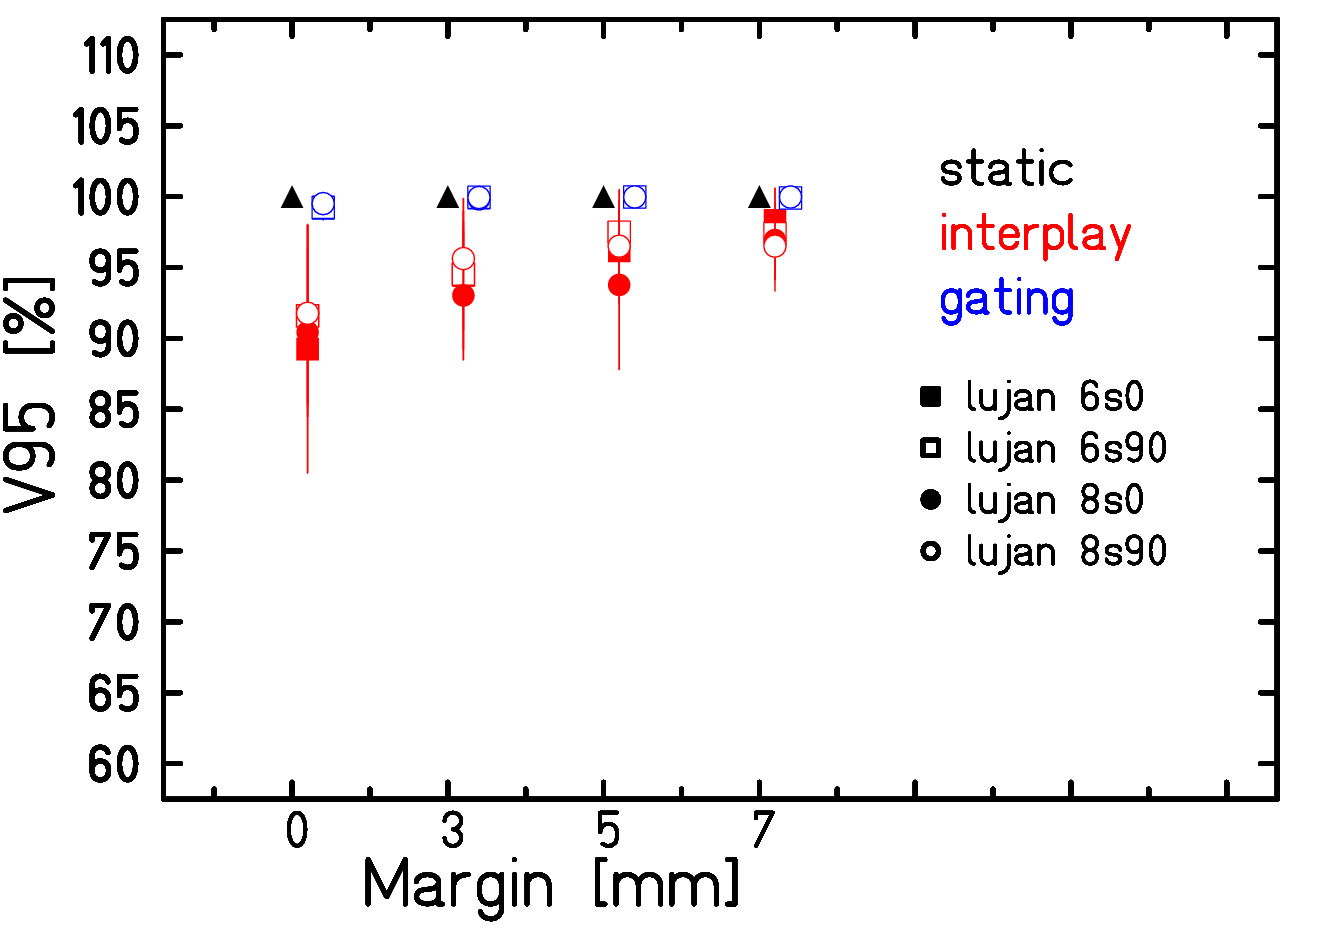 110
105
100
95
90
85
80
75
70
65
60
V95 [%]
0 3 5 7
Margin [mm]
static
interplay
gating
lujan 6s0
lujan 6s90
lujan 8s0
lujan 8s90